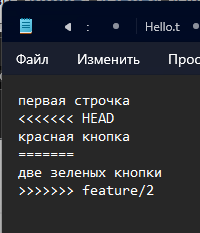 Hello.t
Файл Изменить Прос
первая строчка
<<<<<<< HEAD
красная кнопка
=======
две зеленых кнопки
>>>>>>> feature/2